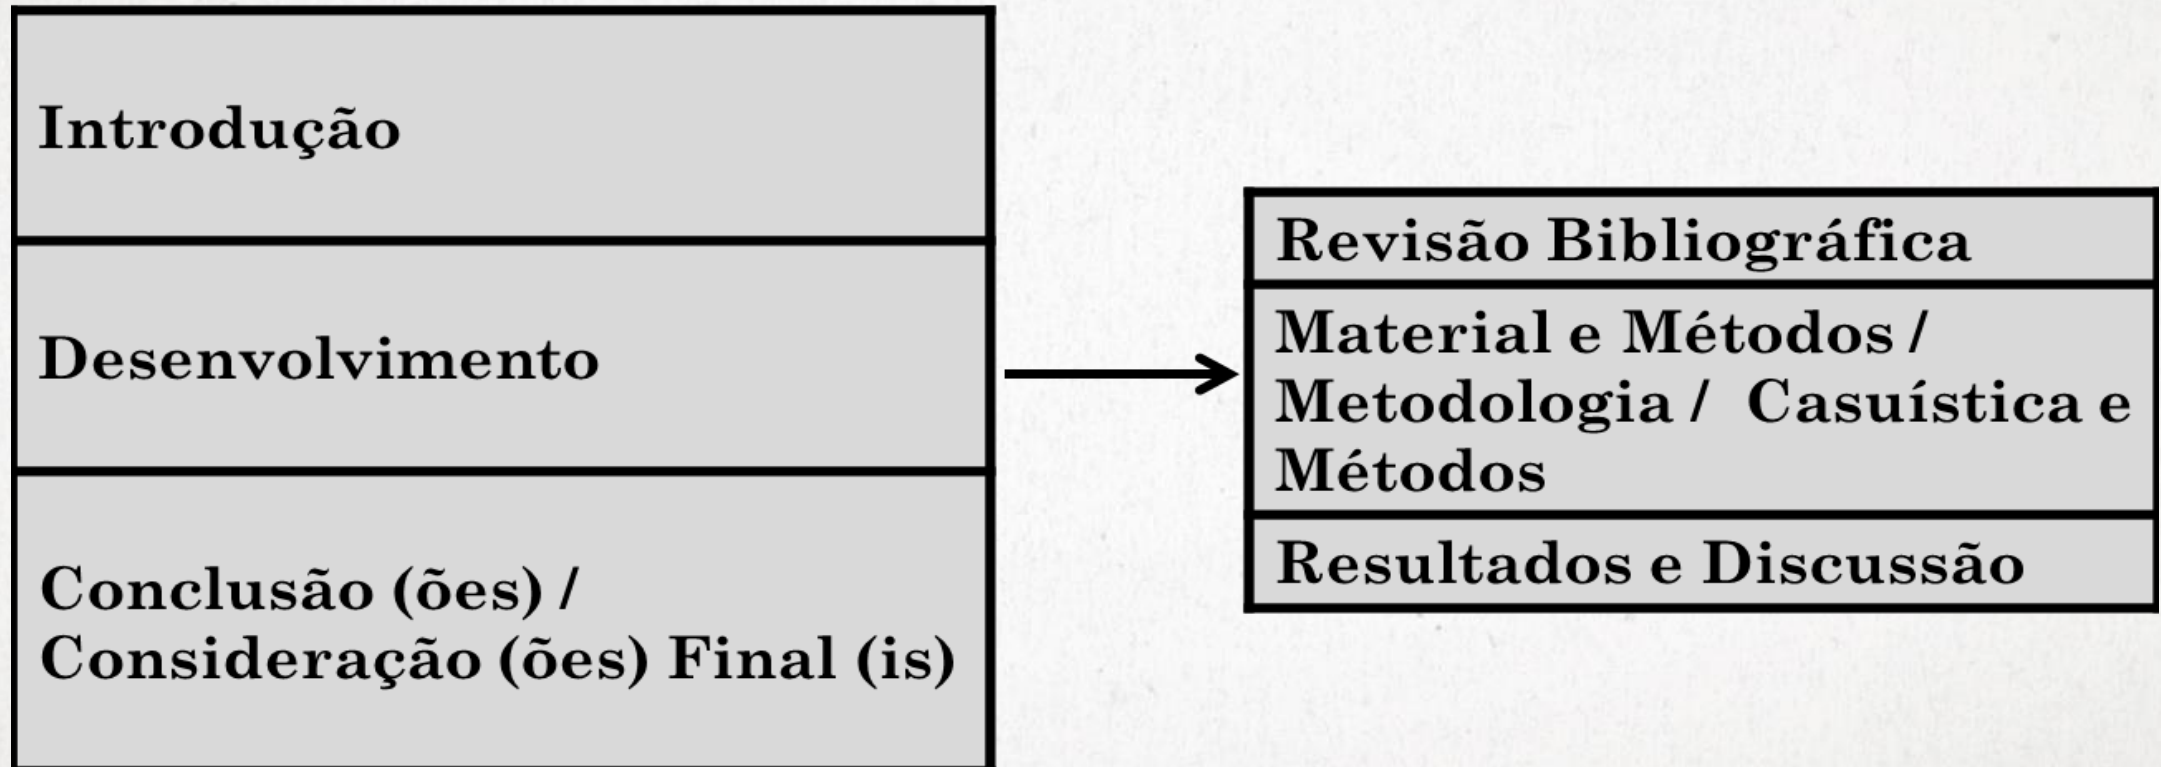 Introdução
Desenvolvimento
Conclusão (ões) /
Consideração (ões) Final (is)
Revisão Bibliográfica
Material e Métodos /
Metodologia / Casuística e
Métodos
Resultados e Discussão